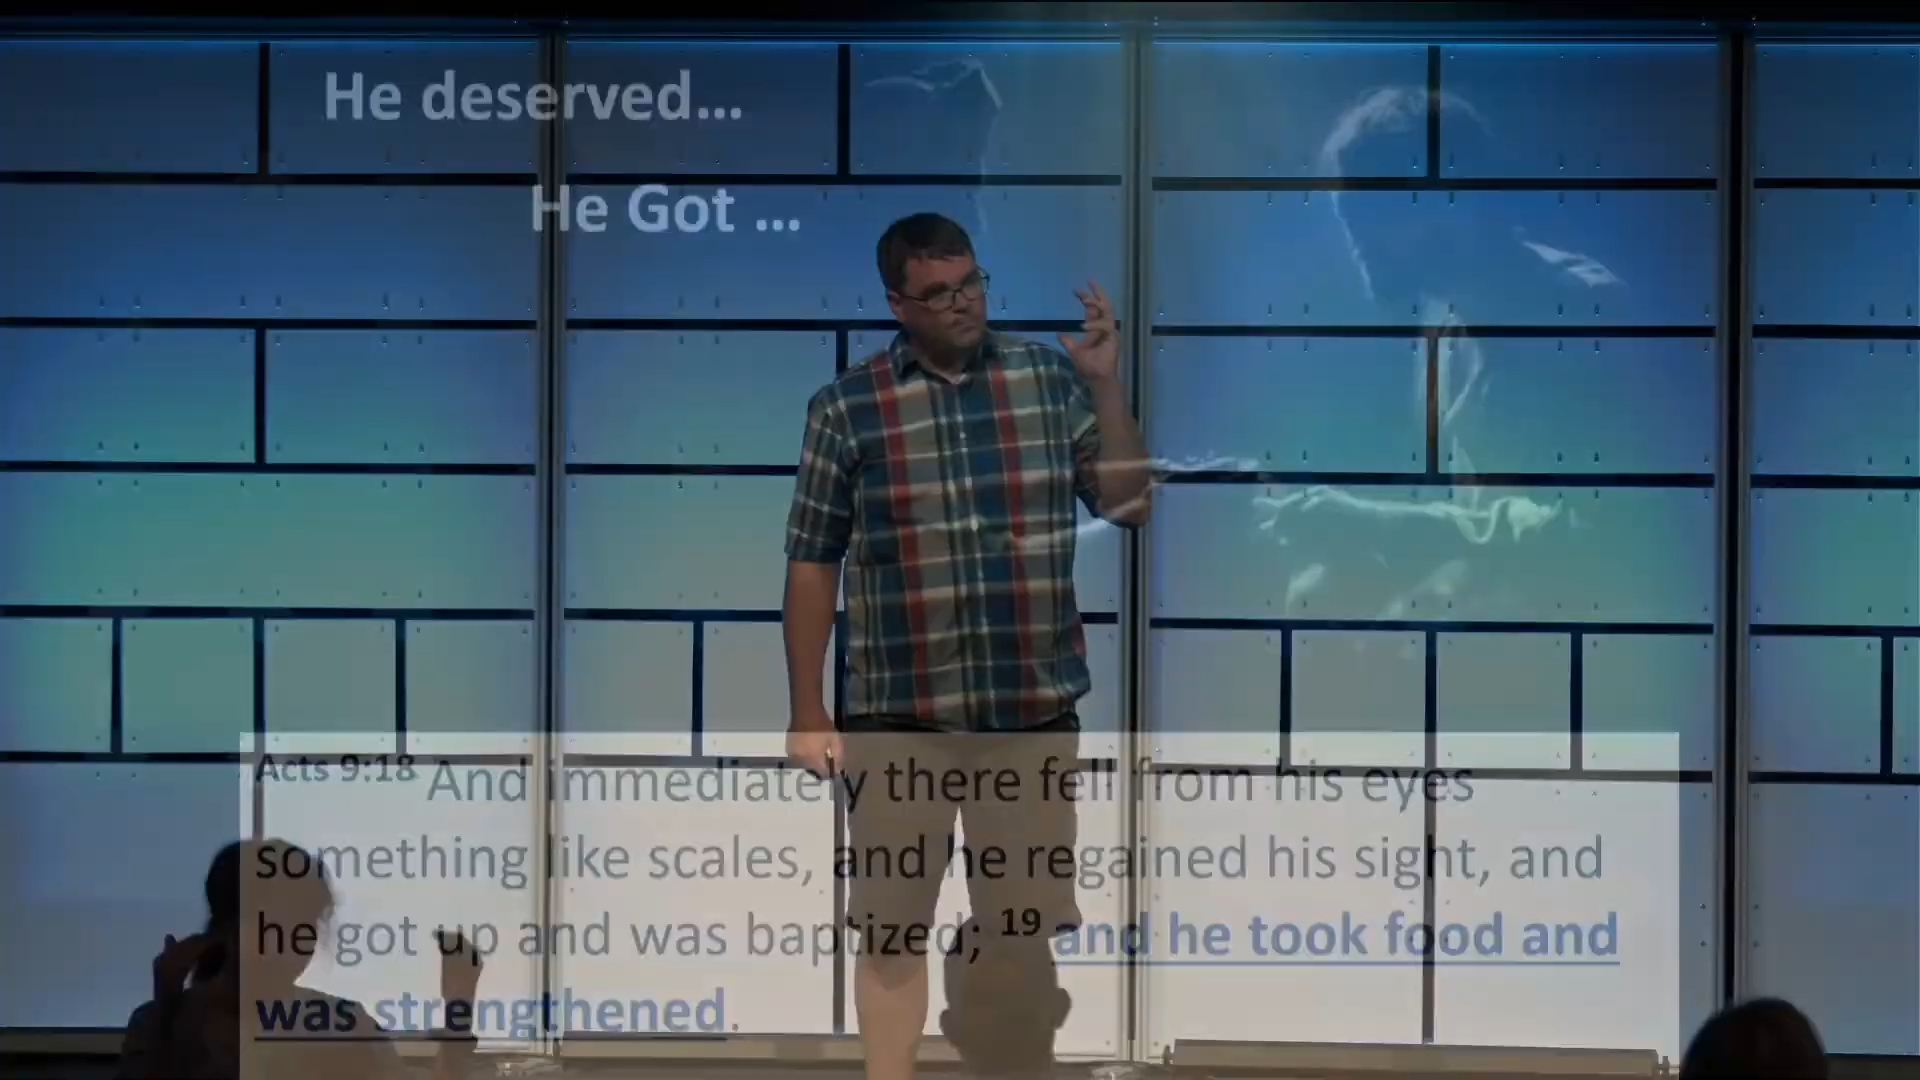 He deserved...
He Got ...
Acts 9:18 And immediately there fell from his eyes
something like scales, and he regained his sight, and
he got up and was baptized; 19 and he took food and
was strengthened.